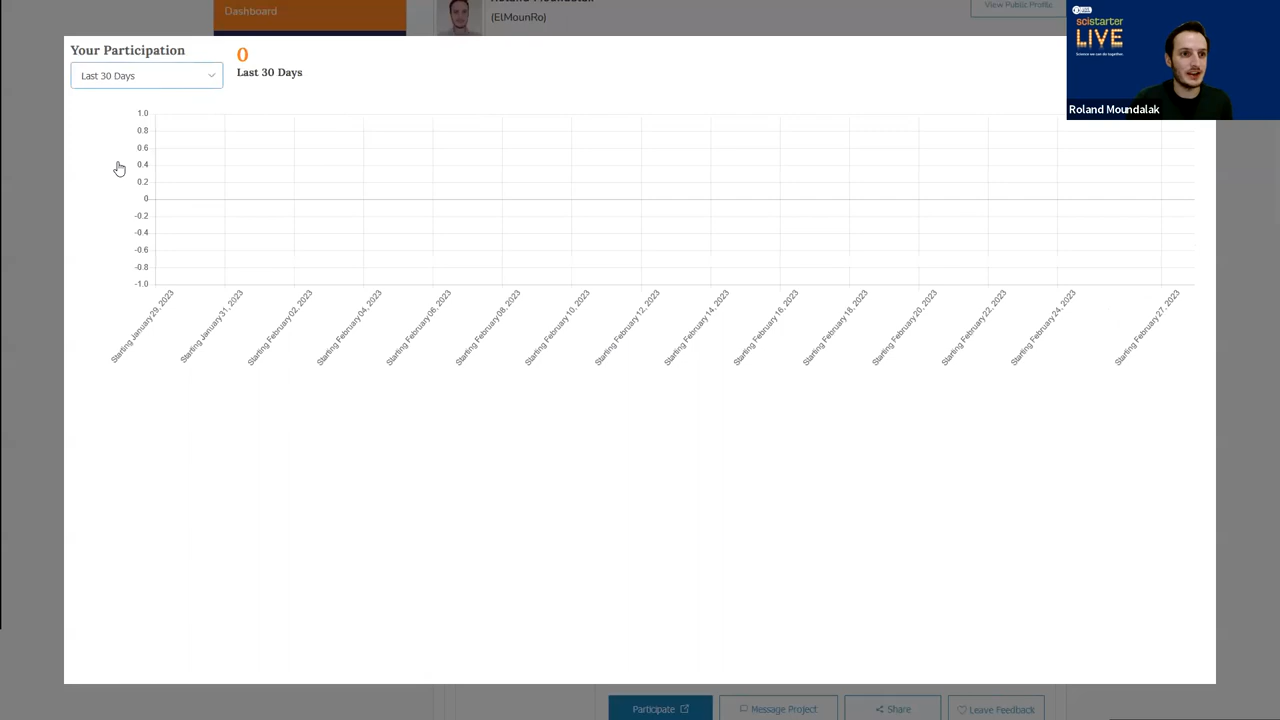 Dashboard
(ElMounRo)
View Public Profile
Your Participation
Last 30 Days
0
Last 30 Days
scistarter
LIVE
Science we can do together.
Roland Moundalak
1.0
0.8
0.6
0.4
0.2
0
-0.2
-0.4
-0.6
-0.8
-1.0
Starting January 29, 2023
Starting January 31, 2023
Starting February 02, 2023
Starting February 04, 2023
Starting February 06, 2023
Starting February 08, 2023
Starting February 10, 2023
Starting February 12, 2023
Starting February 14, 2023
Starting February 16, 2023
Starting February 18, 2023
Starting February 20, 2023
Starting February 22, 2023
Starting February 24, 2023
Starting February 27, 2023
Participate
Message Project
Share
Leave Feedback